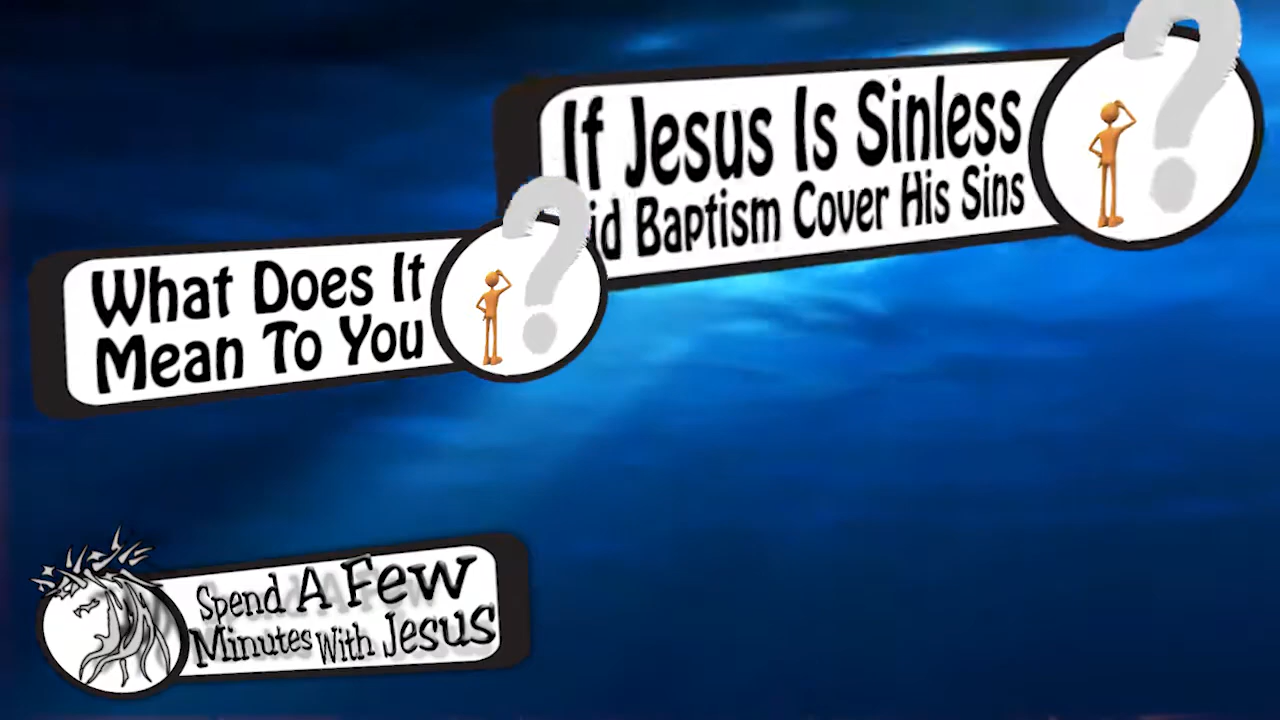 If Jesus Is Sinless
id Baptism Cover His Sins
What Does It
Mean To You
Spend A Few
Minutes With Jesus